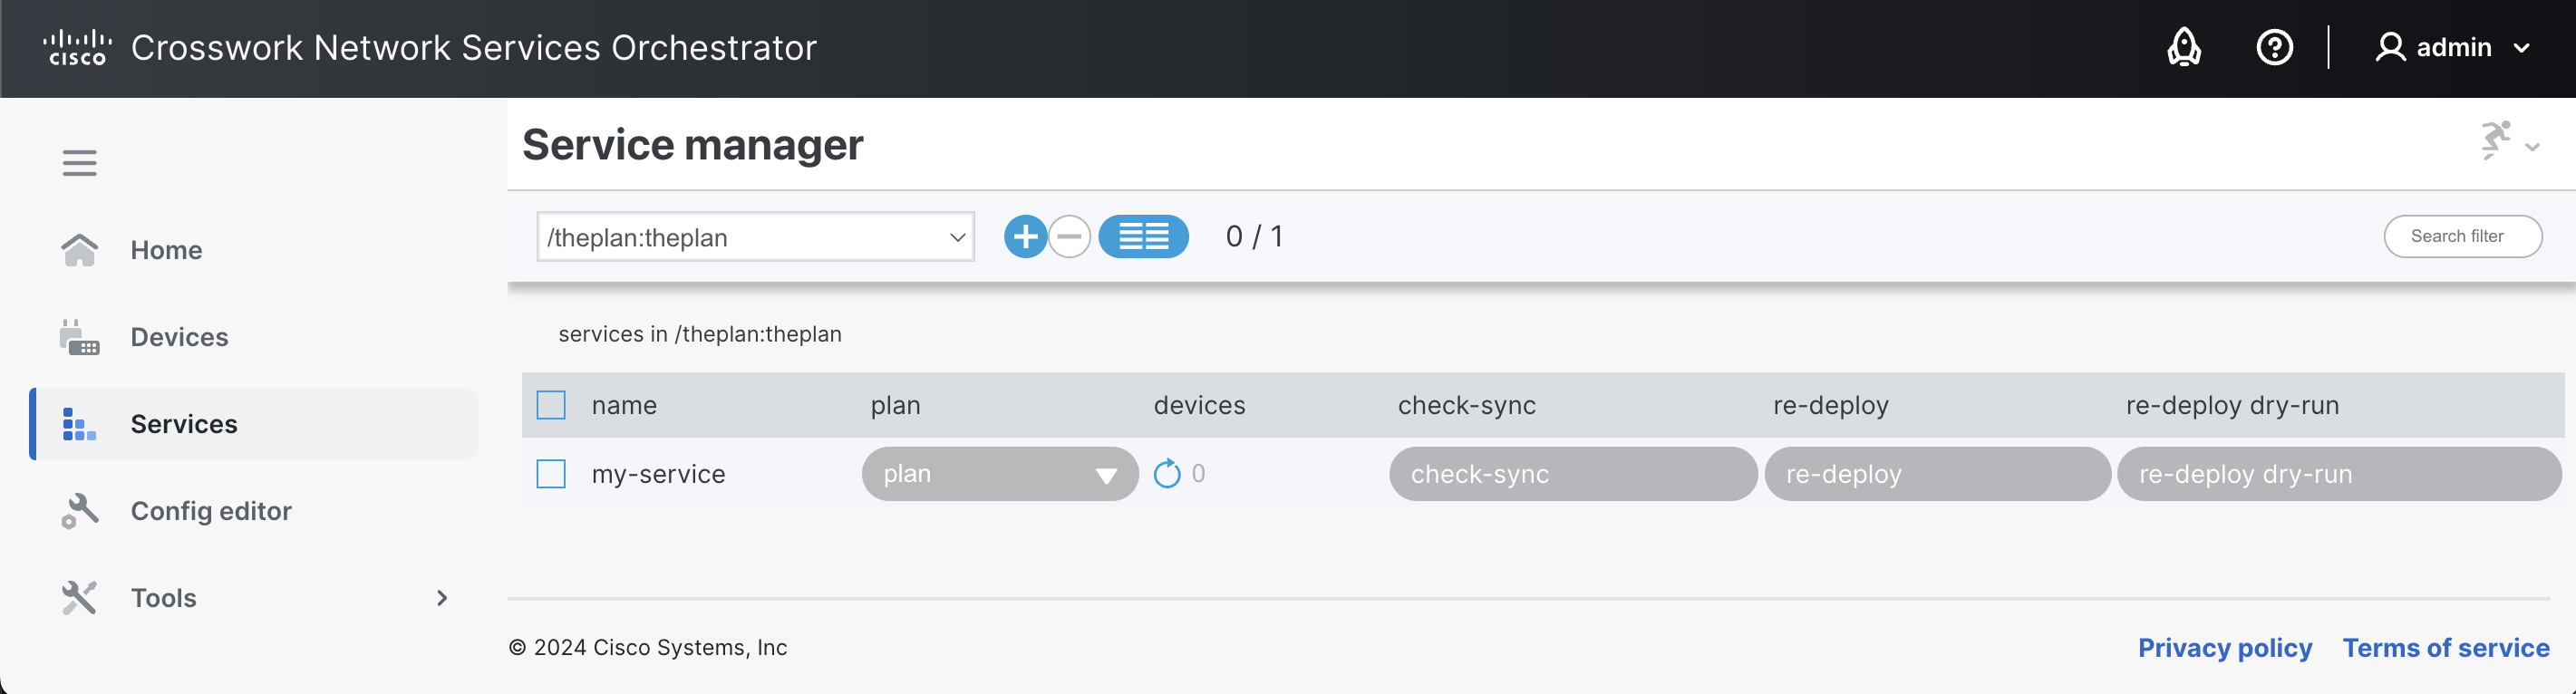 cisco Crosswork Network Services Orchestrator
admin
Service manager
/theplan:theplan
0 / 1
Search filter
Home
Devices
Services
Config editor
Tools
services in /theplan:theplan
name plan devices check-sync re-deploy re-deploy dry-run
my-service plan 0 check-sync re-deploy re-deploy dry-run
© 2024 Cisco Systems, Inc
Privacy policy Terms of service